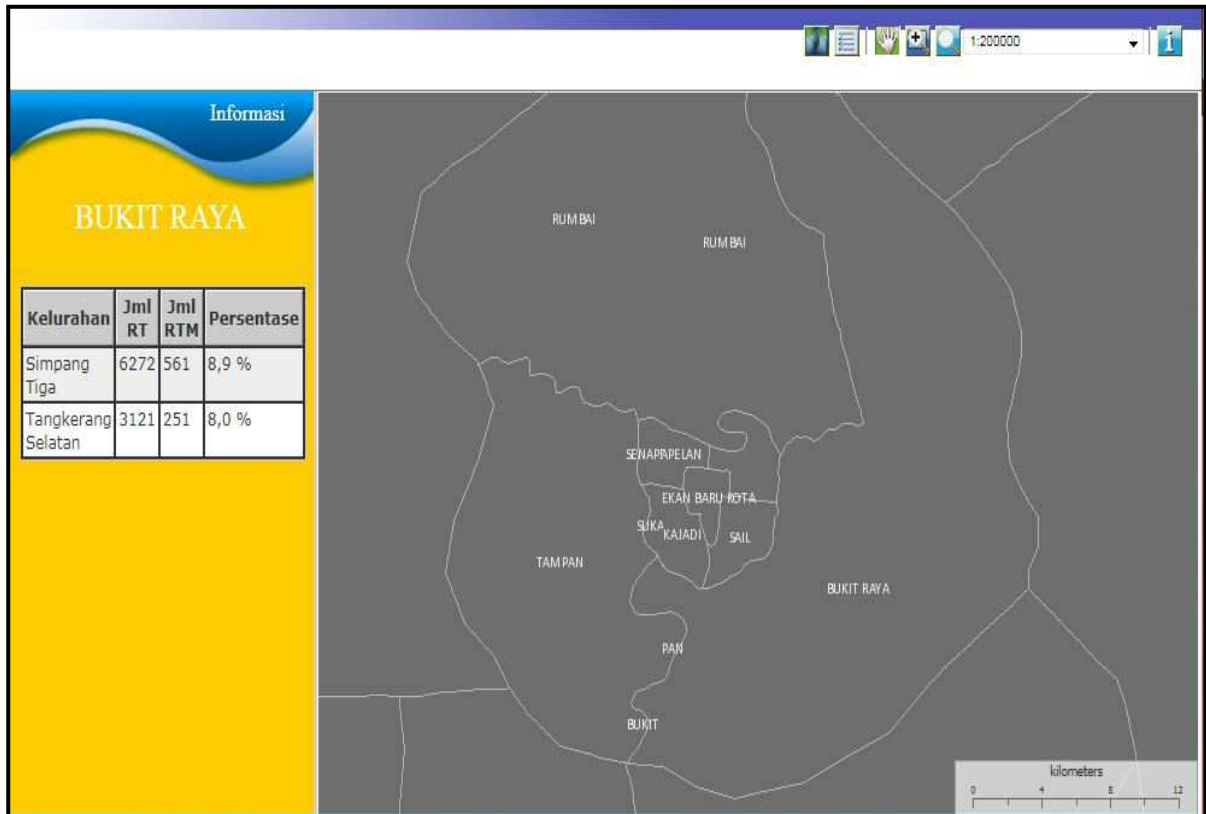 1:200000
Informasi
BUKIT RAYA
Kelurahan Jml RT Jml RTM Persentase
Simpang Tiga 6272 561 8,9 %
Tangkerang Selatan 3121 251 8,0 %
RUMBAI
RUMBAI
SENAPAPELAN
EKAN BARU KOTA
SUKA
KAJADI
SAIL
TAMPAN
BUKIT RAYA
PAN
BUKIT
kilometers
0 4 8 12